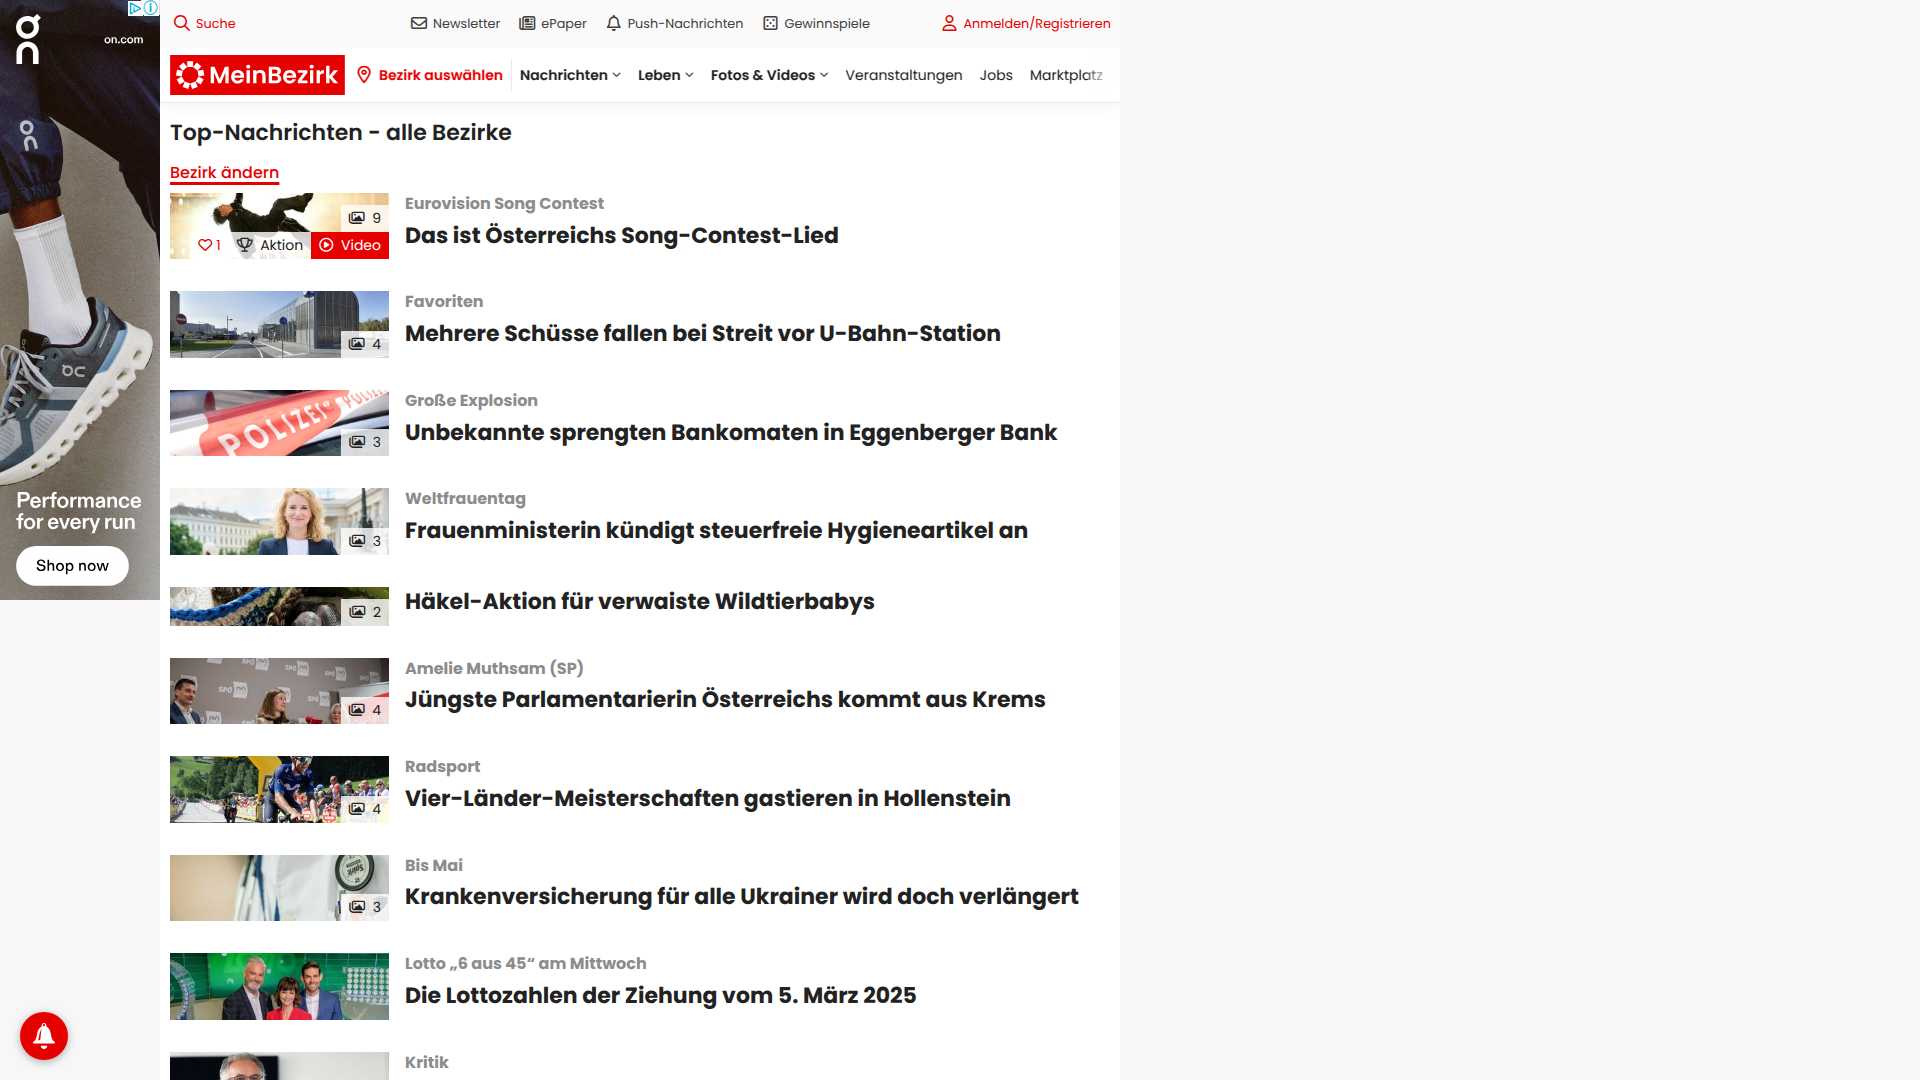 on.com
Performance
for every run
Shop now
Suche
Newsletter
ePaper
Push-Nachrichten
Gewinnspiele
Anmelden/Registrieren
MeinBezirk
Bezirk auswählen
Nachrichten
Leben
Fotos & Videos
Veranstaltungen
Jobs
Marktplatz
Top-Nachrichten - alle Bezirke
Bezirk ändern
9
1
Aktion
Video
Eurovision Song Contest
Das ist Österreichs Song-Contest-Lied
4
Favoriten
Mehrere Schüsse fallen bei Streit vor U-Bahn-Station
POLIZEI
3
Große Explosion
Unbekannte sprengten Bankomaten in Eggenberger Bank
3
Weltfrauentag
Frauenministerin kündigt steuerfreie Hygieneartikel an
2
Häkel-Aktion für verwaiste Wildtierbabys
4
Amelie Muthsam (SP)
Jüngste Parlamentarierin Österreichs kommt aus Krems
4
Radsport
Vier-Länder-Meisterschaften gastieren in Hollenstein
3
Bis Mai
Krankenversicherung für alle Ukrainer wird doch verlängert
Lotto „6 aus 45“ am Mittwoch
Die Lottozahlen der Ziehung vom 5. März 2025
Kritik